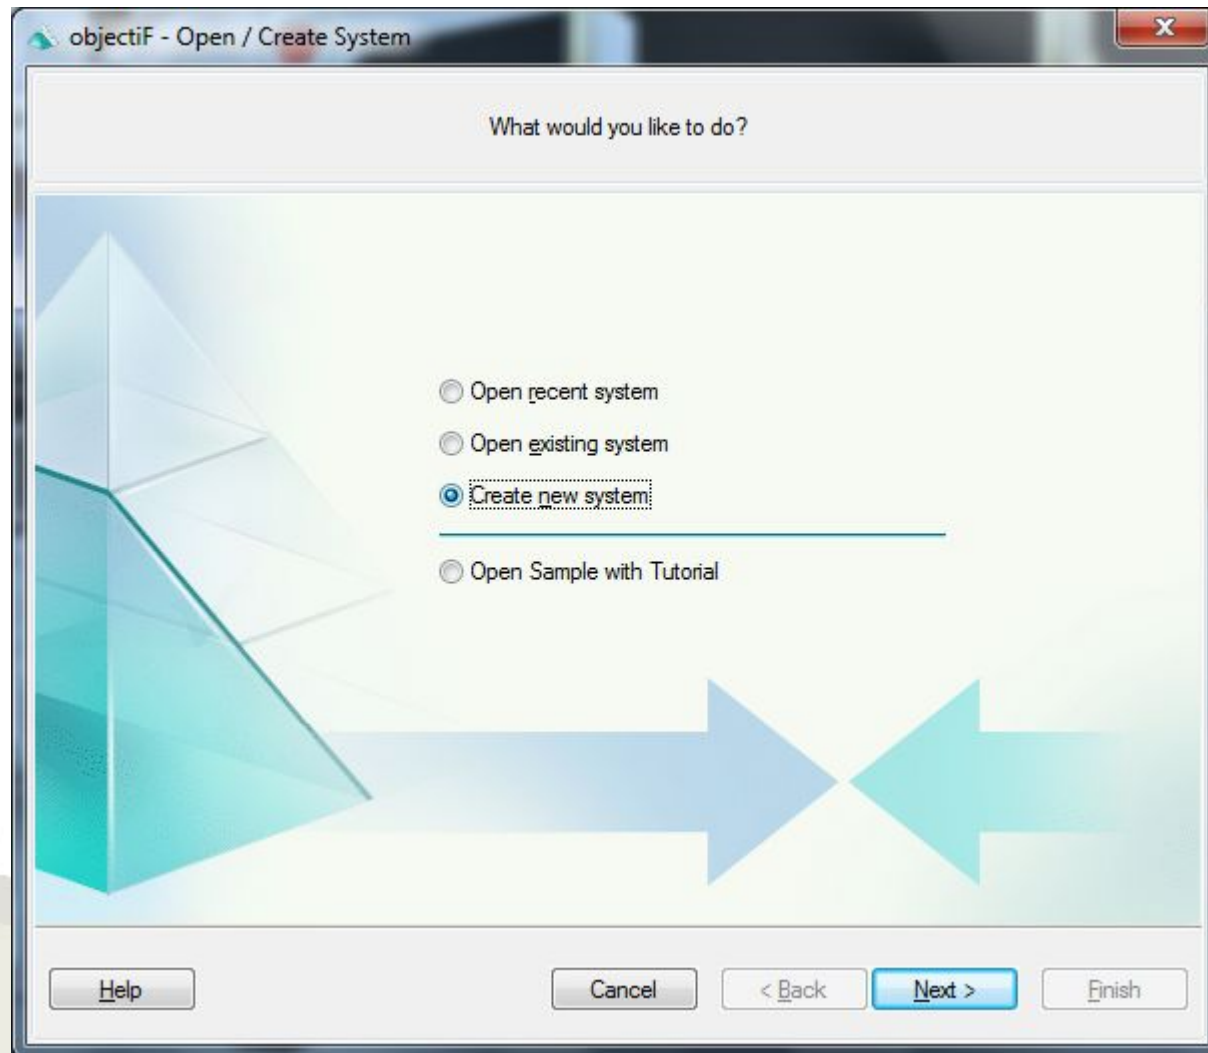 objectiF - Open / Create System
What would you like to do?
Open recent system
Open existing system
Create new system
Open Sample with Tutorial
Help Cancel < Back Next > Finish